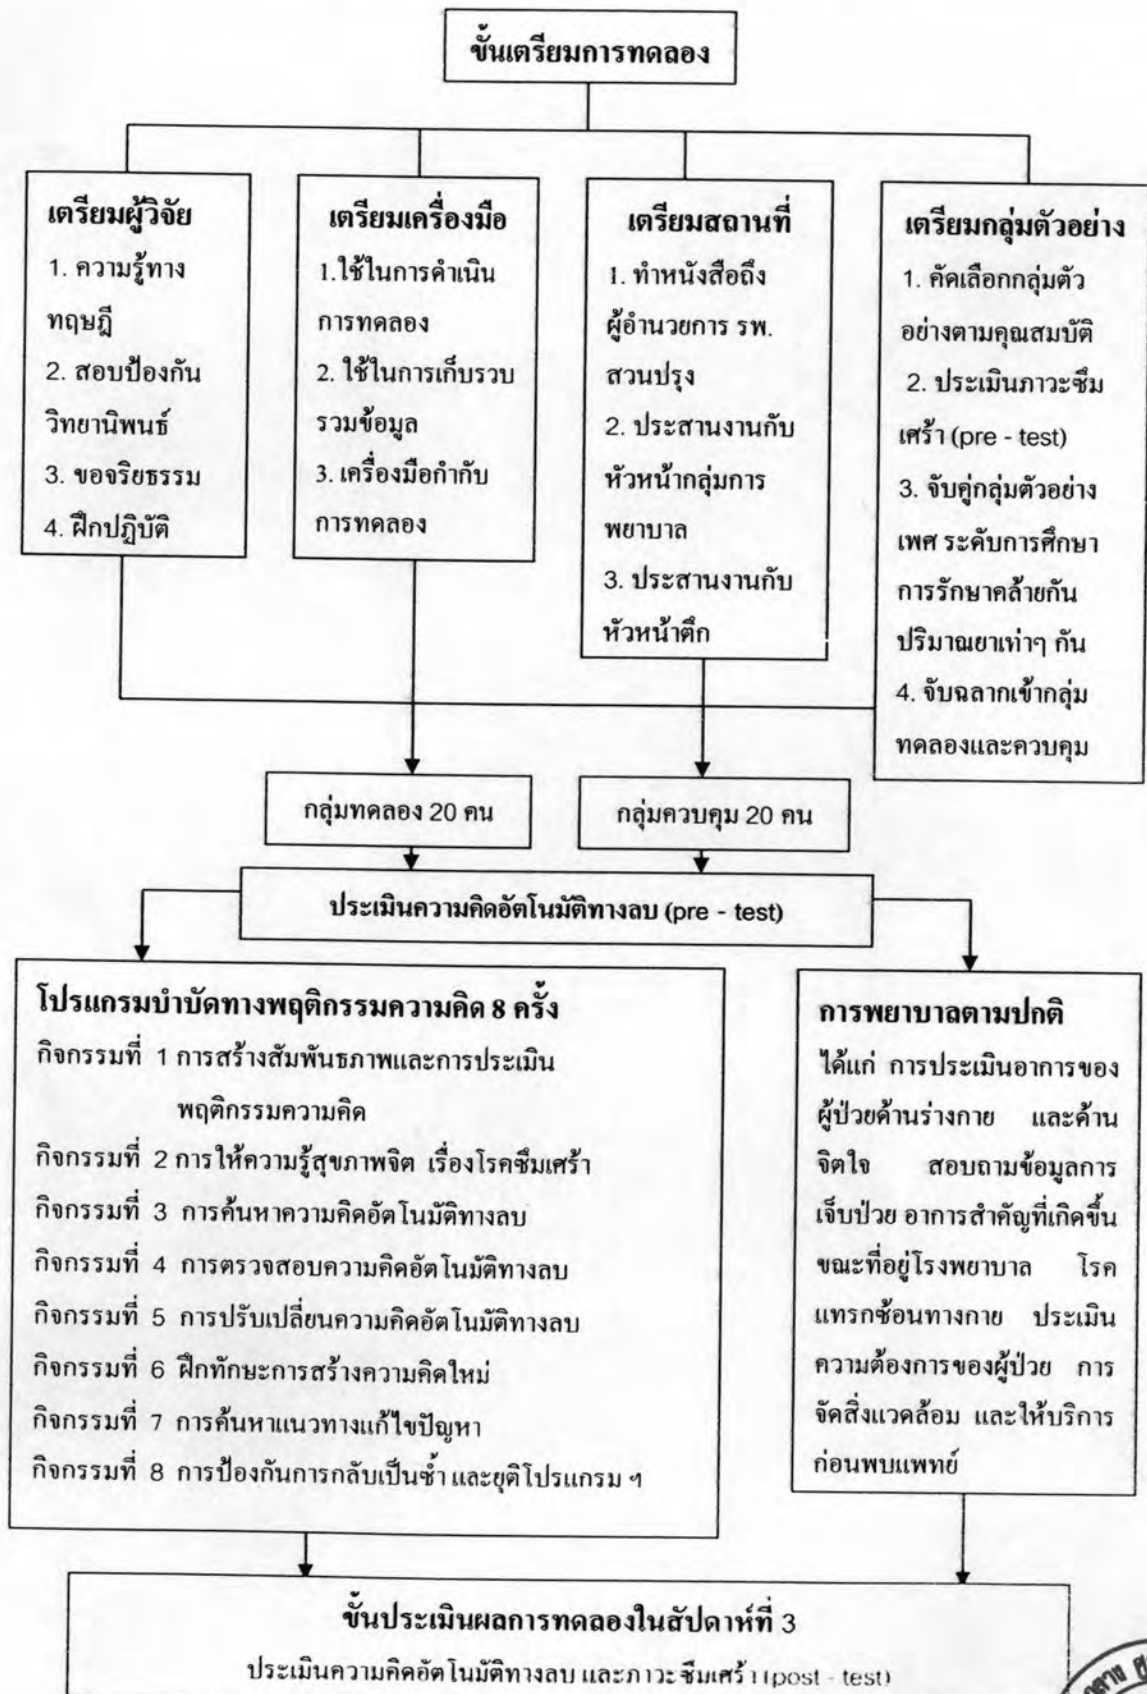 ขั้นเตรียมการทดลอง
เตรียมผู้วิจัย
1. ความรู้ทาง
ทฤษฎี
2. สอบป้องกัน
วิทยานิพนธ์
3. ขอจริยธรรม
4. ฝึกปฏิบัติ
เตรียมเครื่องมือ
1.ใช้ในการดำเนิน
การทดลอง
2. ใช้ในการเก็บรวบ
รวมข้อมูล
3. เครื่องมือกำกับ
การทดลอง
เตรียมสถานที่
1. ทำหนังสือถึง
ผู้อำนวยการ รพ.
สวนปรุง
2. ประสานงานกับ
หัวหน้ากลุ่มการ
พยาบาล
3. ประสานงานกับ
หัวหน้าตึก
เตรียมกลุ่มตัวอย่าง
1. คัดเลือกกลุ่มตัว
อย่างตามคุณสมบัติ
2. ประเมินภาวะซึม
เศร้า (pre - test)
3. จับคู่กลุ่มตัวอย่าง
เพศ ระดับการศึกษา
การรักษาคล้ายกัน
ปริมาณยาเท่าๆ กัน
4. จับฉลากเข้ากลุ่ม
ทดลองและควบคุม
กลุ่มทดลอง 20 คน
กลุ่มควบคุม 20 คน
ประเมินความคิดอัตโนมัติทางลบ (pre - test)
โปรแกรมบำบัดทางพฤติกรรมความคิด 8 ครั้ง
กิจกรรมที่ 1 การสร้างสัมพันธภาพและการประเมิน
พฤติกรรมความคิด
กิจกรรมที่ 2 การให้ความรู้สุขภาพจิต เรื่องโรคซึมเศร้า
กิจกรรมที่ 3 การค้นหาความคิดอัตโนมัติทางลบ
กิจกรรมที่ 4 การตรวจสอบความคิดอัตโนมัติทางลบ
กิจกรรมที่ 5 การปรับเปลี่ยนความคิดอัตโนมัติทางลบ
กิจกรรมที่ 6 ฝึกทักษะการสร้างความคิดใหม่
กิจกรรมที่ 7 การค้นหาแนวทางแก้ไขปัญหา
กิจกรรมที่ 8 การป้องกันการกลับเป็นซ้ำ และยุติโปรแกรม ฯ
การพยาบาลตามปกติ
ได้แก่ การประเมินอาการของ
ผู้ป่วยด้านร่างกาย และด้าน
จิตใจ สอบถามข้อมูลการ
เจ็บป่วย อาการสำคัญที่เกิดขึ้น
ขณะที่อยู่โรงพยาบาล โรค
แทรกซ้อนทางกาย ประเมิน
ความต้องการของผู้ป่วย การ
จัดสิ่งแวดล้อม และให้บริการ
ก่อนพบแพทย์
ขั้นประเมินผลการทดลองในสัปดาห์ที่ 3
ประเมินความคิดอัตโนมัติทางลบ และภาวะซึมเศร้า (post - test)